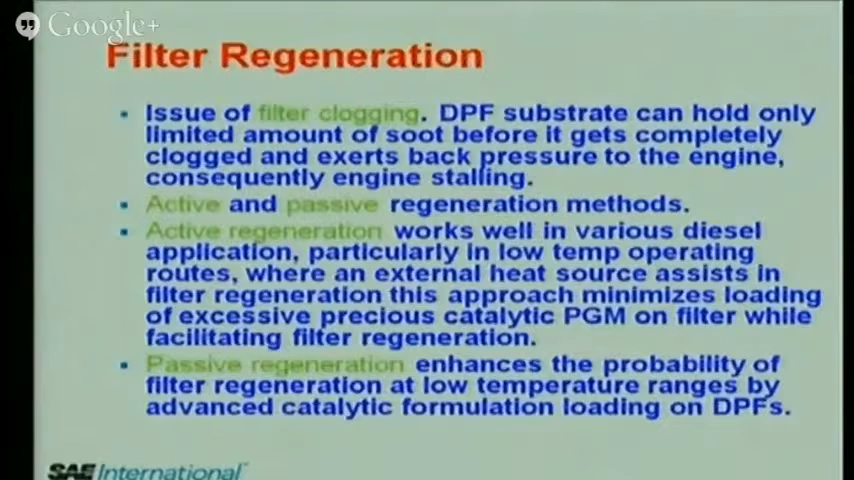 Google+
Filter Regeneration
Issue of filter clogging. DPF substrate can hold only
limited amount of soot before it gets completely
clogged and exerts back pressure to the engine,
consequently engine stalling.
Active and passive regeneration methods.
Active regeneration works well in various diesel
application, particularly in low temp operating
routes, where an external heat source assists in
filter regeneration this approach minimizes loading
of excessive precious catalytic PGM on filter while
facilitating filter regeneration.
Passive regeneration enhances the probability of
filter regeneration at low temperature ranges by
advanced catalytic formulation loading on DPFs.
SAE International